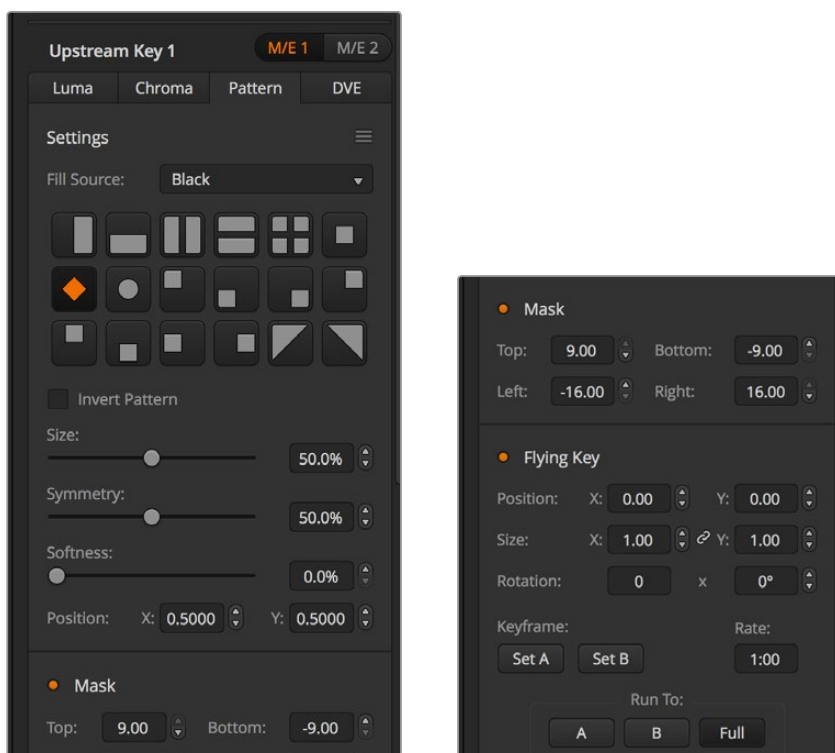 Upstream Key 1 M/E 1 M/E 2
Luma Chroma Pattern DVE
Settings
Fill Source: Black
Invert Pattern
Size:
50.0%
Symmetry:
50.0%
Softness:
0.0%
Position: X: 0.5000 Y: 0.5000
Mask
Top: 9.00 Bottom: -9.00
Mask
Top: 9.00 Bottom: -9.00
Left: -16.00 Right: 16.00
Flying Key
Position: X: 0.00 Y: 0.00
Size: X: 1.00 Y: 1.00
Rotation: 0 x 0°
Keyframe: Rate:
Set A Set B 1:00
Run To:
A B Full